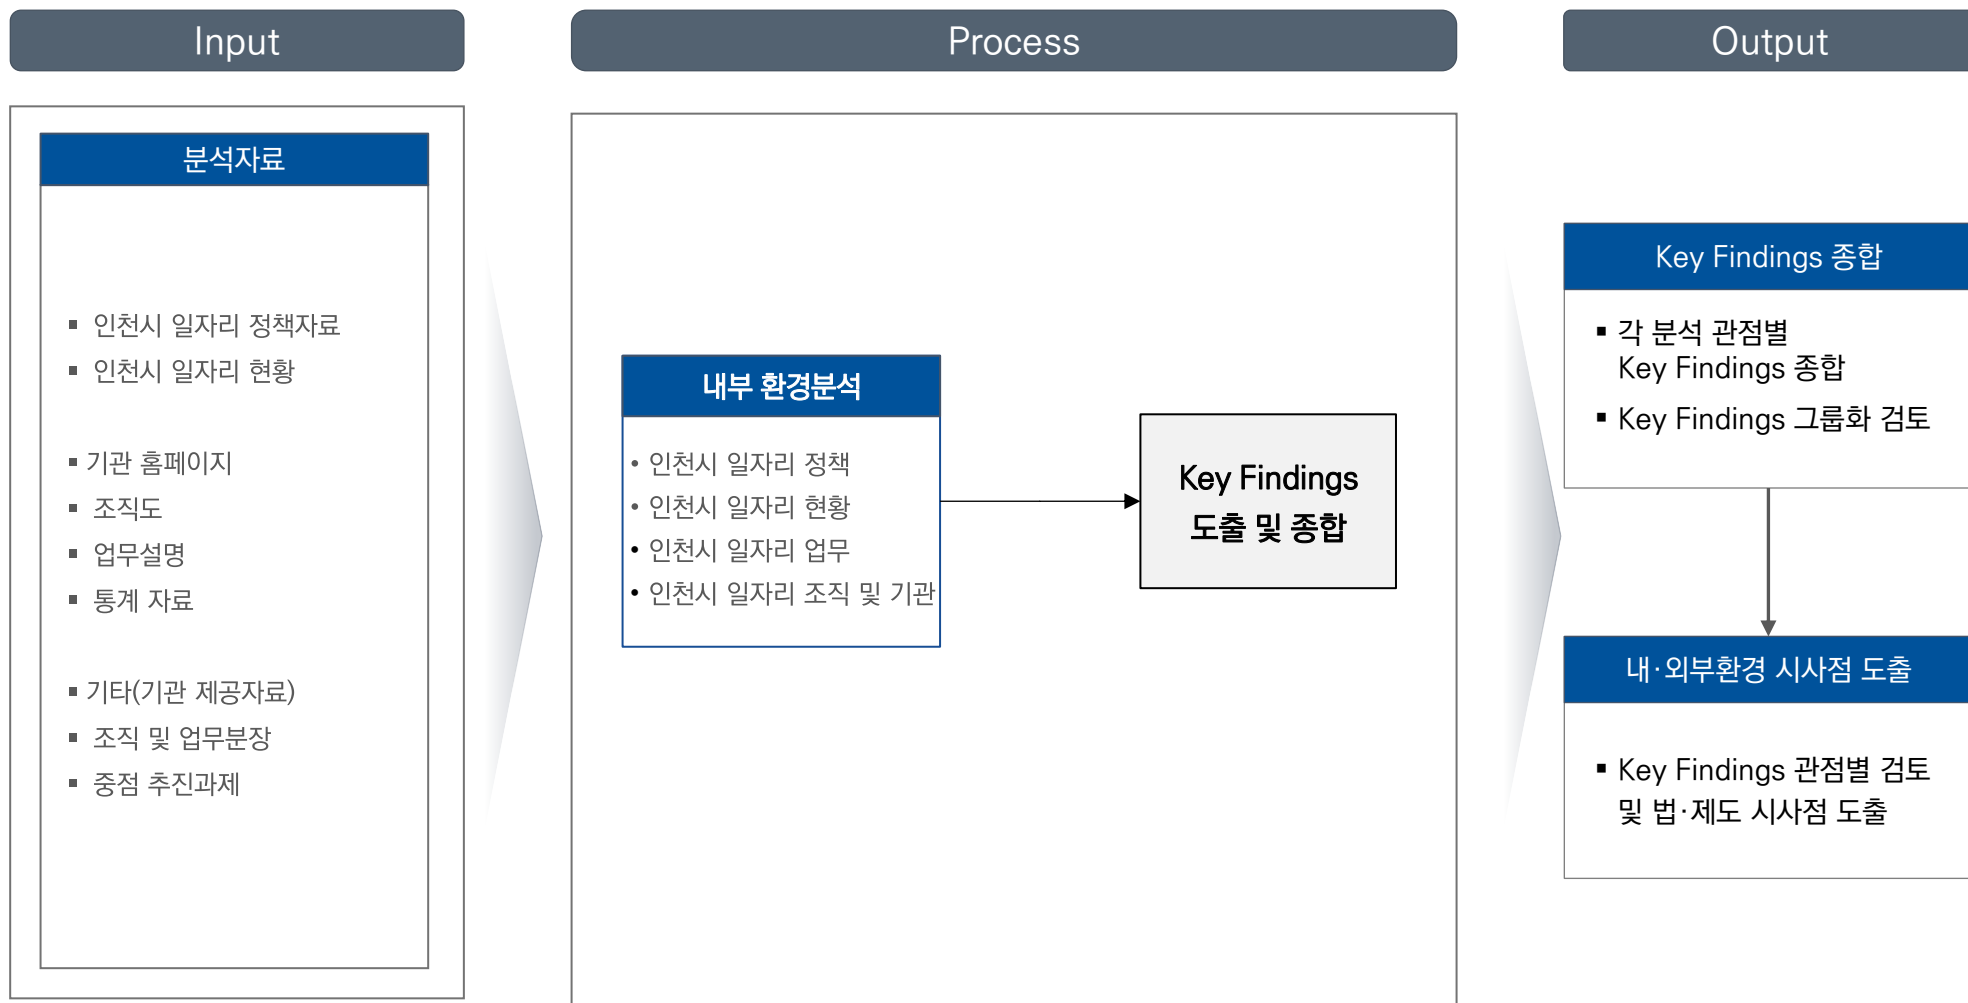 Input
Process
Output
분석자료
▪ 인천시 일자리 정책자료
▪ 인천시 일자리 현황
▪ 기관 홈페이지
▪ 조직도
▪ 업무설명
▪ 통계 자료
▪ 기타(기관 제공자료)
▪ 조직 및 업무분장
▪ 중점 추진과제
내부 환경분석
• 인천시 일자리 정책
• 인천시 일자리 현황
• 인천시 일자리 업무
• 인천시 일자리 조직 및 기관
Key Findings
도출 및 종합
Key Findings 종합
▪ 각 분석 관점별
Key Findings 종합
▪ Key Findings 그룹화 검토
내·외부환경 시사점 도출
▪ Key Findings 관점별 검토
및 법·제도 시사점 도출